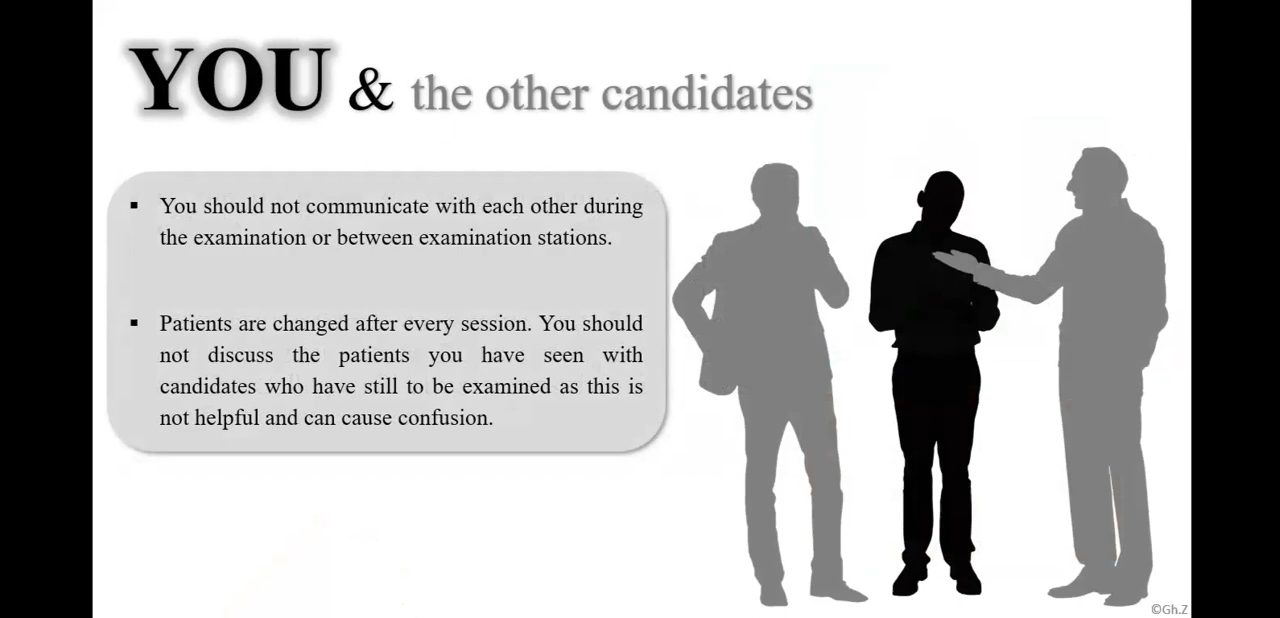 YOU & the other candidates
▪ You should not communicate with each other during
the examination or between examination stations.
▪ Patients are changed after every session. You should
not discuss the patients you have seen with
candidates who have still to be examined as this is
not helpful and can cause confusion.
©Gh.Z